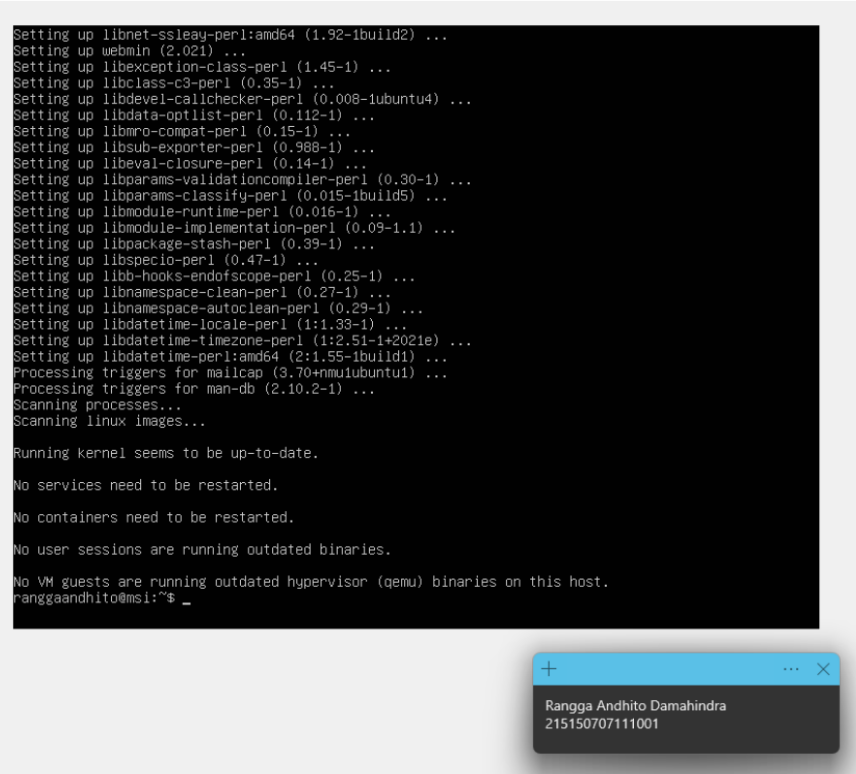 Setting up libnet-ssleay-perl:amd64 (1.92-1build2) ...
Setting up webmin (2.021) ...
Setting up libexception-class-perl (1.45-1) ...
Setting up libclass-c3-perl (0.35-1) ...
Setting up libdevel-callchecker-perl (0.008-1ubuntu4) ...
Setting up libdata-optlist-perl (0.112-1) ...
Setting up libmro-compat-perl (0.15-1) ...
Setting up libsub-exporter-perl (0.988-1) ...
Setting up libeval-closure-perl (0.14-1) ...
Setting up libparams-validationcompiler-perl (0.30-1) ...
Setting up libparams-classify-perl (0.015-1build5) ...
Setting up libmodule-runtime-perl (0.016-1) ...
Setting up libmodule-implementation-perl (0.09-1.1) ...
Setting up libpackage-stash-perl (0.39-1) ...
Setting up libspecio-perl (0.47-1) ...
Setting up libb-hooks-endofscope-perl (0.25-1) ...
Setting up libnamespace-clean-perl (0.27-1) ...
Setting up libnamespace-autoclean-perl (0.29-1) ...
Setting up libdatetime-locale-perl (1:1.33-1) ...
Setting up libdatetime-timezone-perl (1:2.51-1+2021e) ...
Setting up libdatetime-perl:amd64 (2:1.55-1build1) ...
Processing triggers for mailcap (3.70+nmu1ubuntu1) ...
Processing triggers for man-db (2.10.2-1) ...
Scanning processes...
Scanning linux images...
Running kernel seems to be up-to-date.
No services need to be restarted.
No containers need to be restarted.
No user sessions are running outdated binaries.
No VM guests are running outdated hypervisor (qemu) binaries on this host.
ranggaandhito@msi:~$ _
Rangga Andhito Damahindra
215150707111001